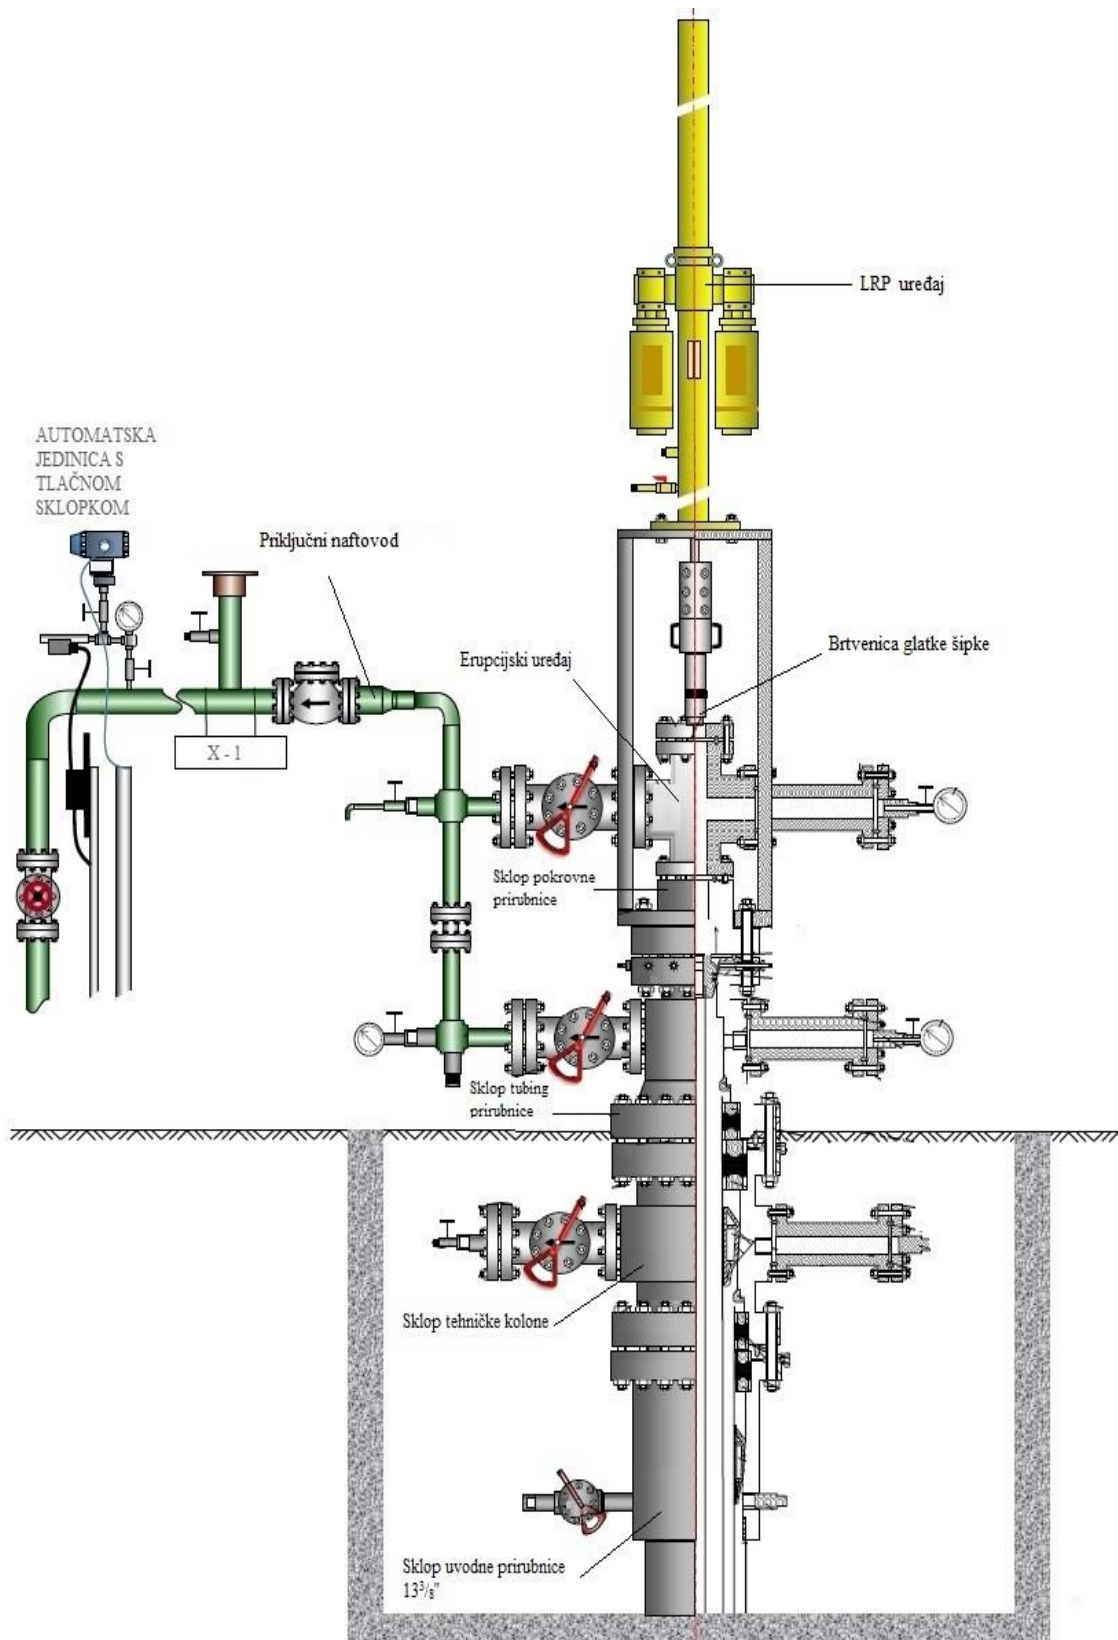 LRP uređaj
AUTOMATSKA
JEDINICA S
TLAČNOM
SKLOPKOM
Priključni naftovod
Brtvenica glatke šipke
Erupcijski uređaj
X - 1
Sklop pokrovne
prirubnice
Sklop tubing
prirubnice
Sklop tehničke kolone
Sklop uvodne prirubnice
13³/₈"